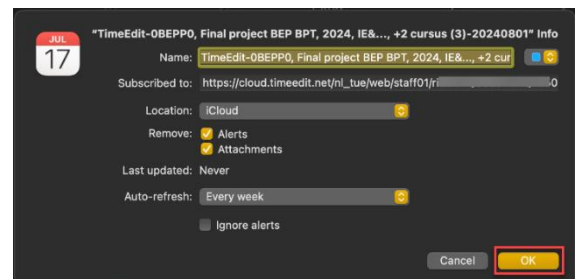 "TimeEdit-0BEPP0, Final project BEP BPT, 2024, IE&..., +2 cursus (3)-20240801" Info
JUL
17
Name: TimeEdit-0BEPP0, Final project BEP BPT, 2024, IE&..., +2 cur
Subscribed to: https://cloud.timeedit.net/nl_tue/web/staff01/ri 0
Location: iCloud
Remove: Alerts
Attachments
Last updated: Never
Auto-refresh: Every week
Ignore alerts
Cancel OK